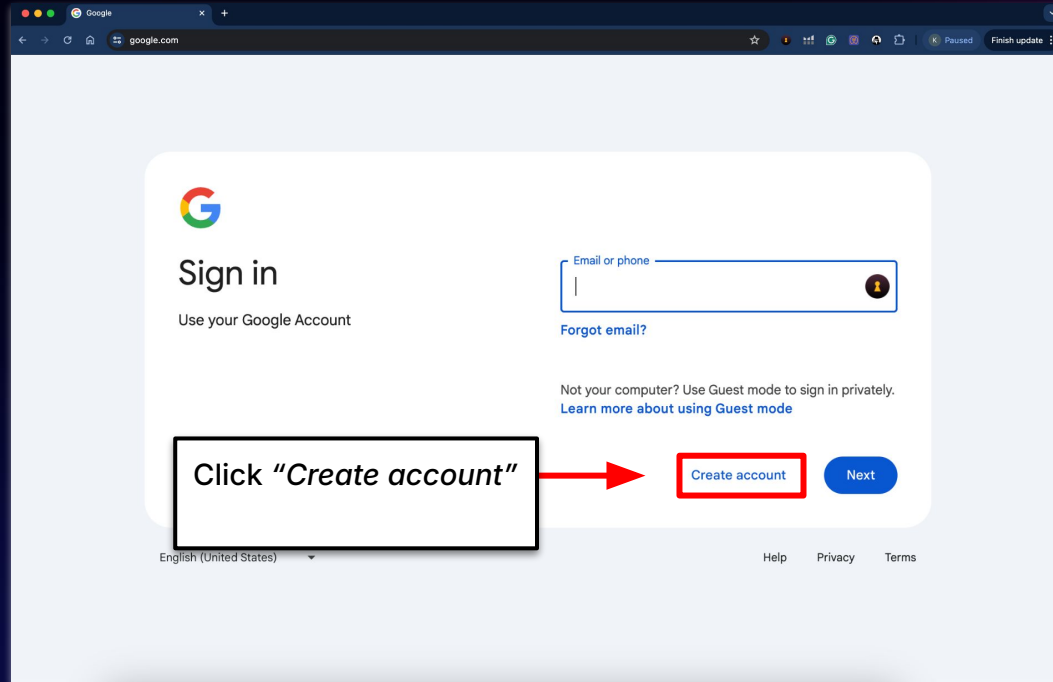 Google
google.com
K Paused
Finish update
Sign in
Use your Google Account
Email or phone
Forgot email?
Not your computer? Use Guest mode to sign in privately.
Learn more about using Guest mode
Click “Create account”
Create account
Next
English (United States)
Help Privacy Terms